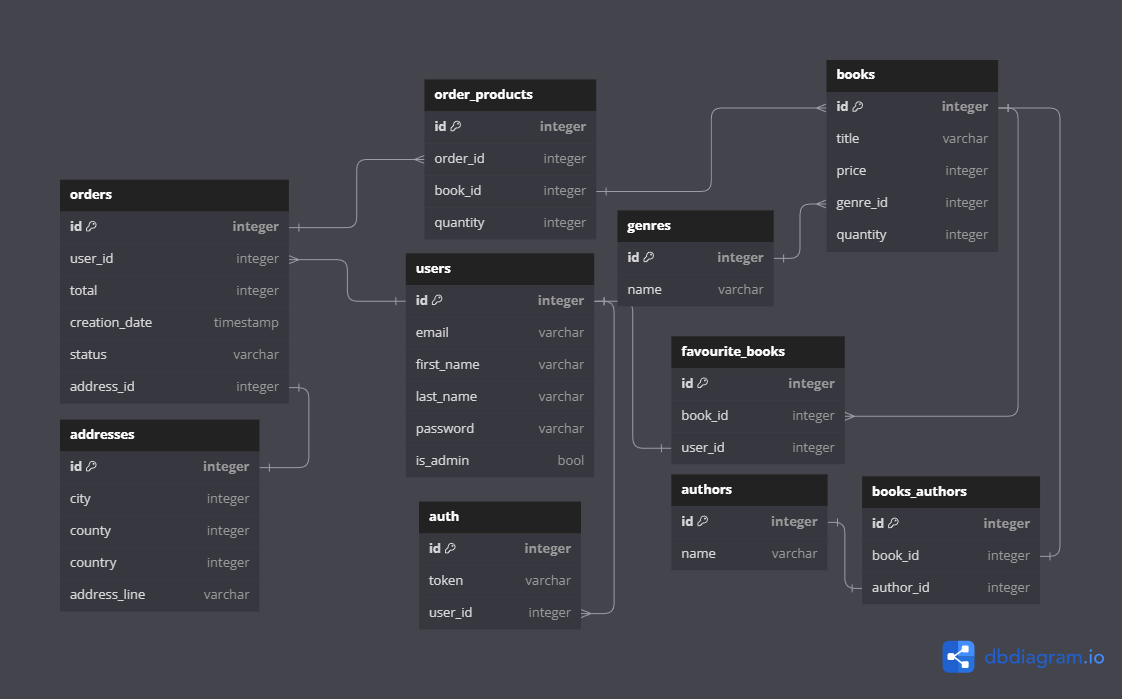 orders
id integer
user_id integer
total integer
creation_date timestamp
status varchar
address_id integer
addresses
id integer
city integer
county integer
country integer
address_line varchar
order_products
id integer
order_id integer
book_id integer
quantity integer
users
id integer
email varchar
first_name varchar
last_name varchar
password varchar
is_admin bool
auth
id integer
token varchar
user_id integer
genres
id integer
name varchar
favourite_books
id integer
book_id integer
user_id integer
authors
id integer
name varchar
books
id integer
title varchar
price integer
genre_id integer
quantity integer
books_authors
id integer
book_id integer
author_id integer
dbdiagram.io